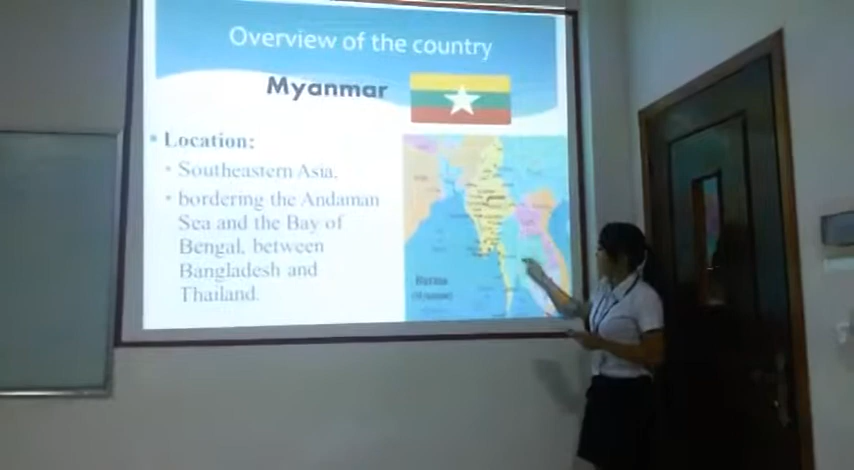 Overview of the country
Myanmar
Location:
Southeastern Asia,
bordering the Andaman
Sea and the Bay of
Bengal, between
Bangladesh and
Thailand.
Burma